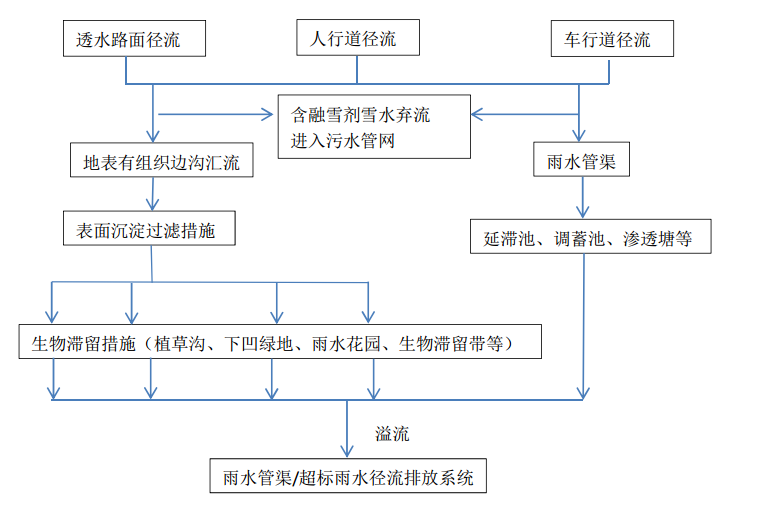 透水路面径流
人行道径流
车行道径流
含融雪剂雪水弃流
进入污水管网
地表有组织边沟汇流
雨水管渠
表面沉淀过滤措施
延滞池、调蓄池、渗透塘等
生物滞留措施（植草沟、下凹绿地、雨水花园、生物滞留带等）
溢流
雨水管渠/超标雨水径流排放系统